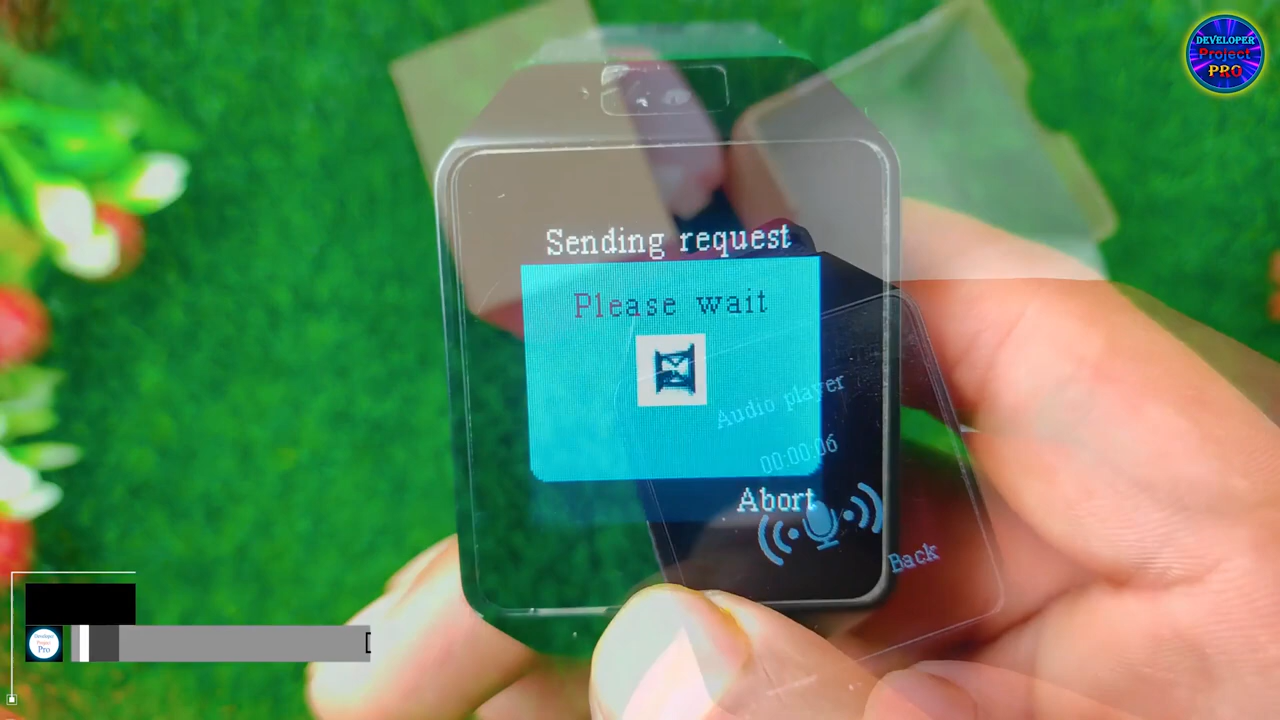 DEVELOPER
Project
PRO
Sending request
Please wait
Audio player
00:00:06
Abort
Back
Developer
Project
Pro